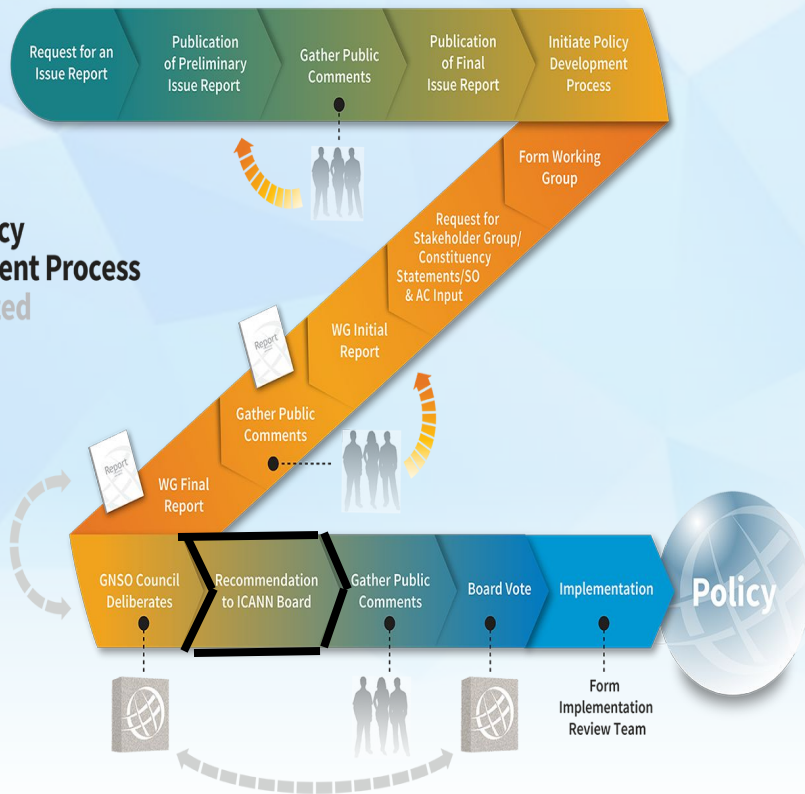 Request for an
Issue Report
Publication
of Preliminary
Issue Report
Gather Public
Comments
Publication
of Final
Issue Report
Initiate Policy
Development
Process
Form Working
Group
Request for
Stakeholder Group/
Constituency
Statements/SO
& AC Input
cy
ent Process
ed
WG Initial
Report
Report
Gather Public
Comments
Report
WG Final
Report
GNSO Council
Deliberates
Recommendation
to ICANN Board
Gather Public
Comments
Board Vote
Implementation
Policy
Form
Implementation
Review Team